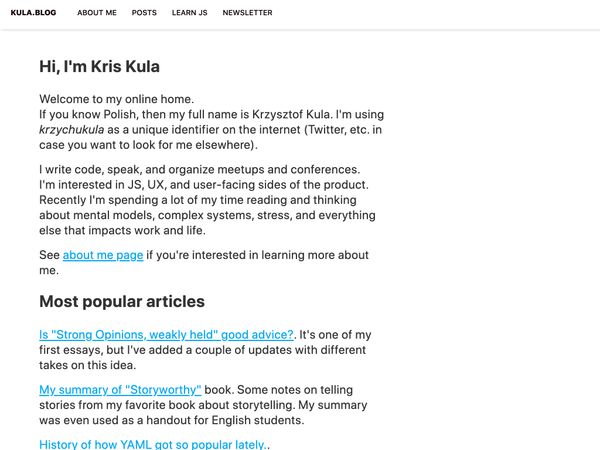 KULA.BLOG ABOUT ME POSTS LEARN JS NEWSLETTER
Hi, I'm Kris Kula
Welcome to my online home.
If you know Polish, then my full name is Krzysztof Kula. I'm using
krzychukula as a unique identifier on the internet (Twitter, etc. in
case you want to look for me elsewhere).
I write code, speak, and organize meetups and conferences.
I'm interested in JS, UX, and user-facing sides of the product.
Recently I'm spending a lot of my time reading and thinking
about mental models, complex systems, stress, and everything
else that impacts work and life.
See about me page if you're interested in learning more about
me.
Most popular articles
Is "Strong Opinions, weakly held" good advice?. It's one of my
first essays, but I've added a couple of updates with different
takes on this idea.
My summary of "Storyworthy" book. Some notes on telling
stories from my favorite book about storytelling. My summary
was even used as a handout for English students.
History of how YAML got so popular lately..